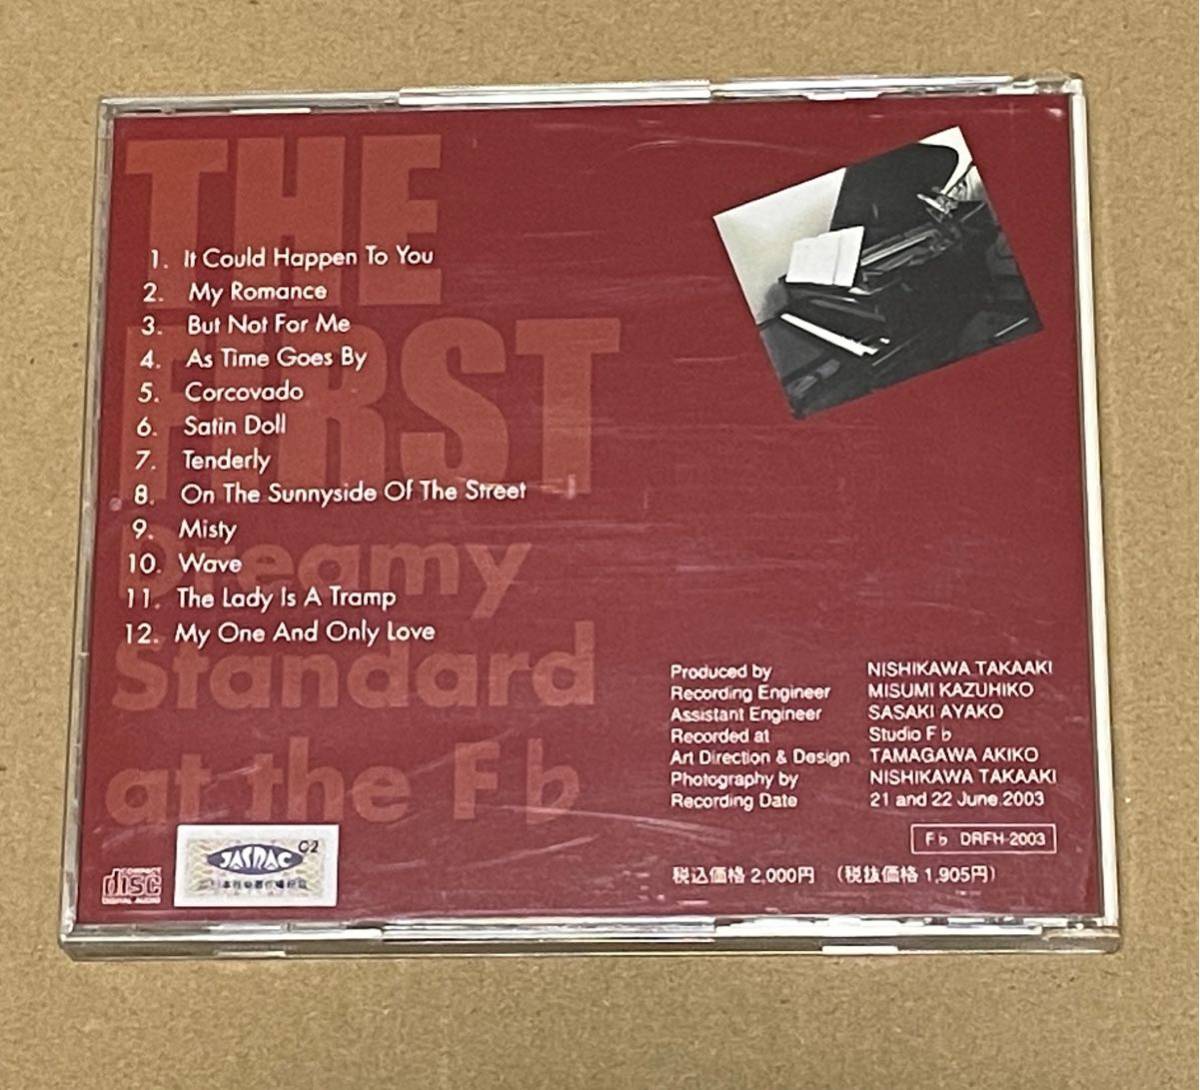 THE
FIRST
Dreamy
Standard
at the F♭
1. It Could Happen To You
2. My Romance
3. But Not For Me
4. As Time Goes By
5. Corcovado
6. Satin Doll
7. Tenderly
8. On The Sunnyside Of The Street
9. Misty
10. Wave
11. The Lady Is A Tramp
12. My One And Only Love
Produced by NISHIKAWA TAKAAKI
Recording Engineer MISUMI KAZUHIKO
Assistant Engineer SASAKI AYAKO
Recorded at Studio F♭
Art Direction & Design TAMAGAWA AKIKO
Photography by NISHIKAWA TAKAAKI
Recording Date 21 and 22 June.2003
F♭ DRFH-2003
税込価格 2,000円 (税抜価格 1,905円)
COMPACT
disc
DIGITAL AUDIO
JASRAC
02